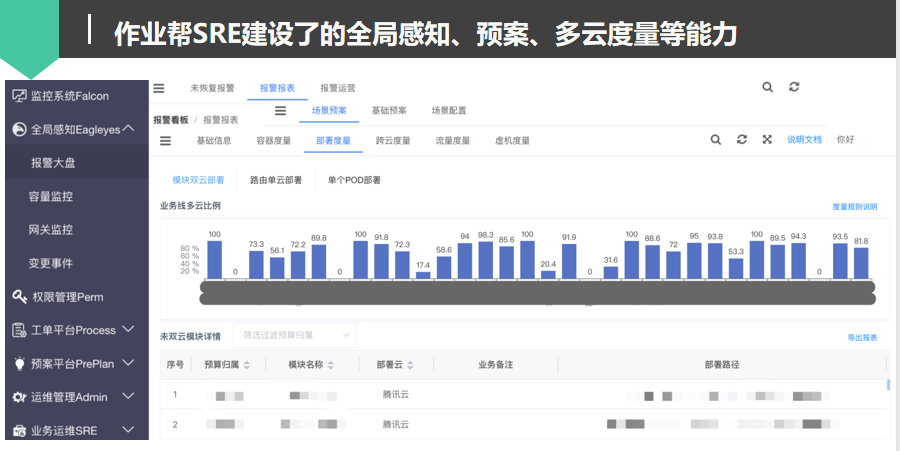 作业帮SRE建设了的全局感知、预案、多云度量等能力
监控系统Falcon
全局感知Eagleyes
报警大盘
容量监控
网关监控
变更事件
权限管理Perm
工单平台Process
预案平台PrePlan
运维管理Admin
业务运维SRE
未恢复报警 报警报表 报警运营
场景预案 基础预案 场景配置
报警看板 / 报警报表
基础信息 容器度量 部署度量 跨云度量 流量度量 虚机度量 说明文档 你好
模块双云部署 路由单云部署 单个POD部署
业务线多云比例 度量规则说明
100 0 73.3 56.1 72.2 89.8 0 100 91.8 72.3 17.4 58.6 94 98.3 85.6 100 20.4 91.9 0 31.6 100 88.6 72 95 93.8 53.3 100 89.5 94.3 0 93.5 81.8
80 %
60 %
40 %
20 %
未双云模块详情 筛选过滤预算归属 导出报表
序号 预算归属 模块名称 部署云 业务备注 部署路径
1 腾讯云
2 腾讯云